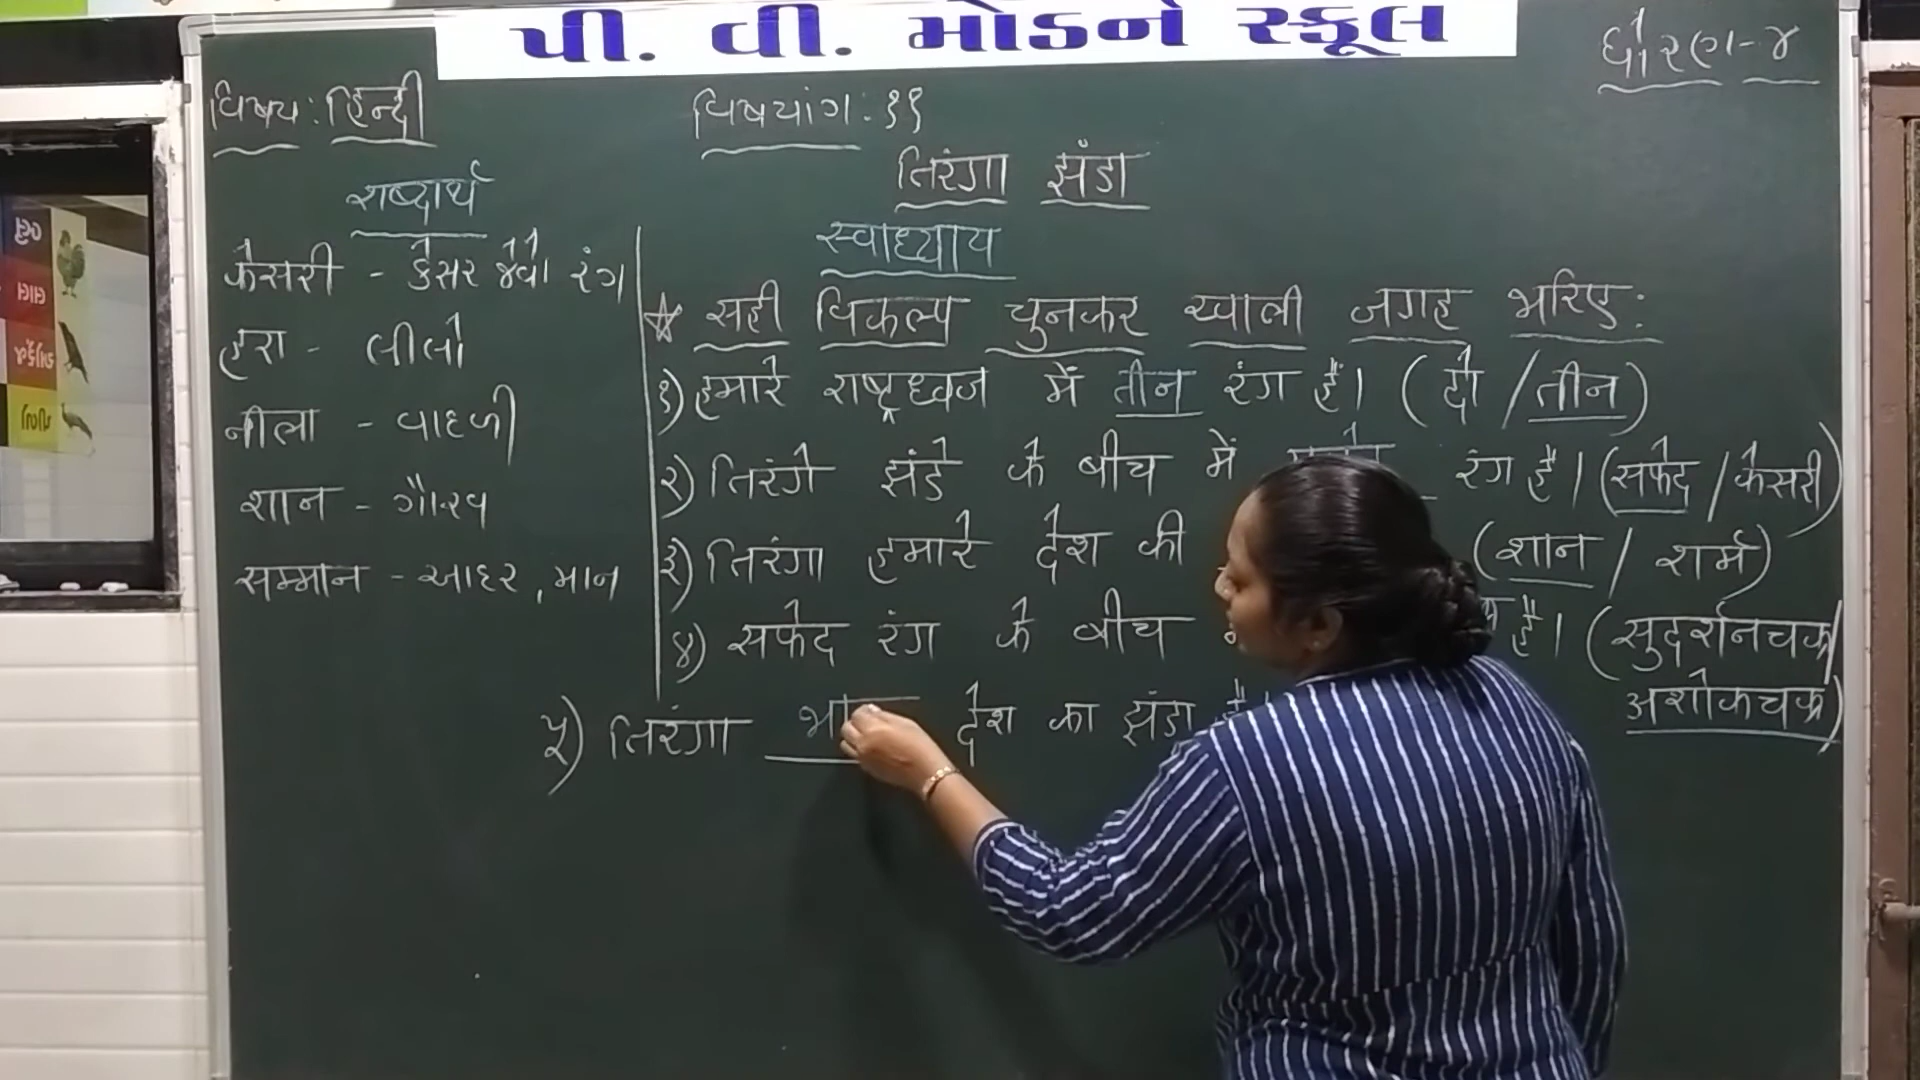 પી. વી. મોડર્ન સ્કૂલ
ધોરણ-૪
विषय: हिन्दी
विषयांग: ११
तिरंगा झंडा
शब्दार्थ
केसरी - કેસર જેવો રંગ
हरा - લીલો
नीला - વાદળી
शान - ગૌરવ
सम्मान - આદર, માન
स्वाध्याय
☆ सही विकल्प चुनकर खाली जगह भरिए:
१) हमारे राष्ट्रध्वज में तीन रंग हैं। (दो / तीन)
२) तिरंगे झंडे के बीच में रंग है। (सफेद / केसरी)
३) तिरंगा हमारे देश की (शान / शर्म)
४) सफेद रंग के बीच है। (सुदर्शनचक्र / अशोकचक्र)
५) तिरंगा देश का झंडा
લાલ